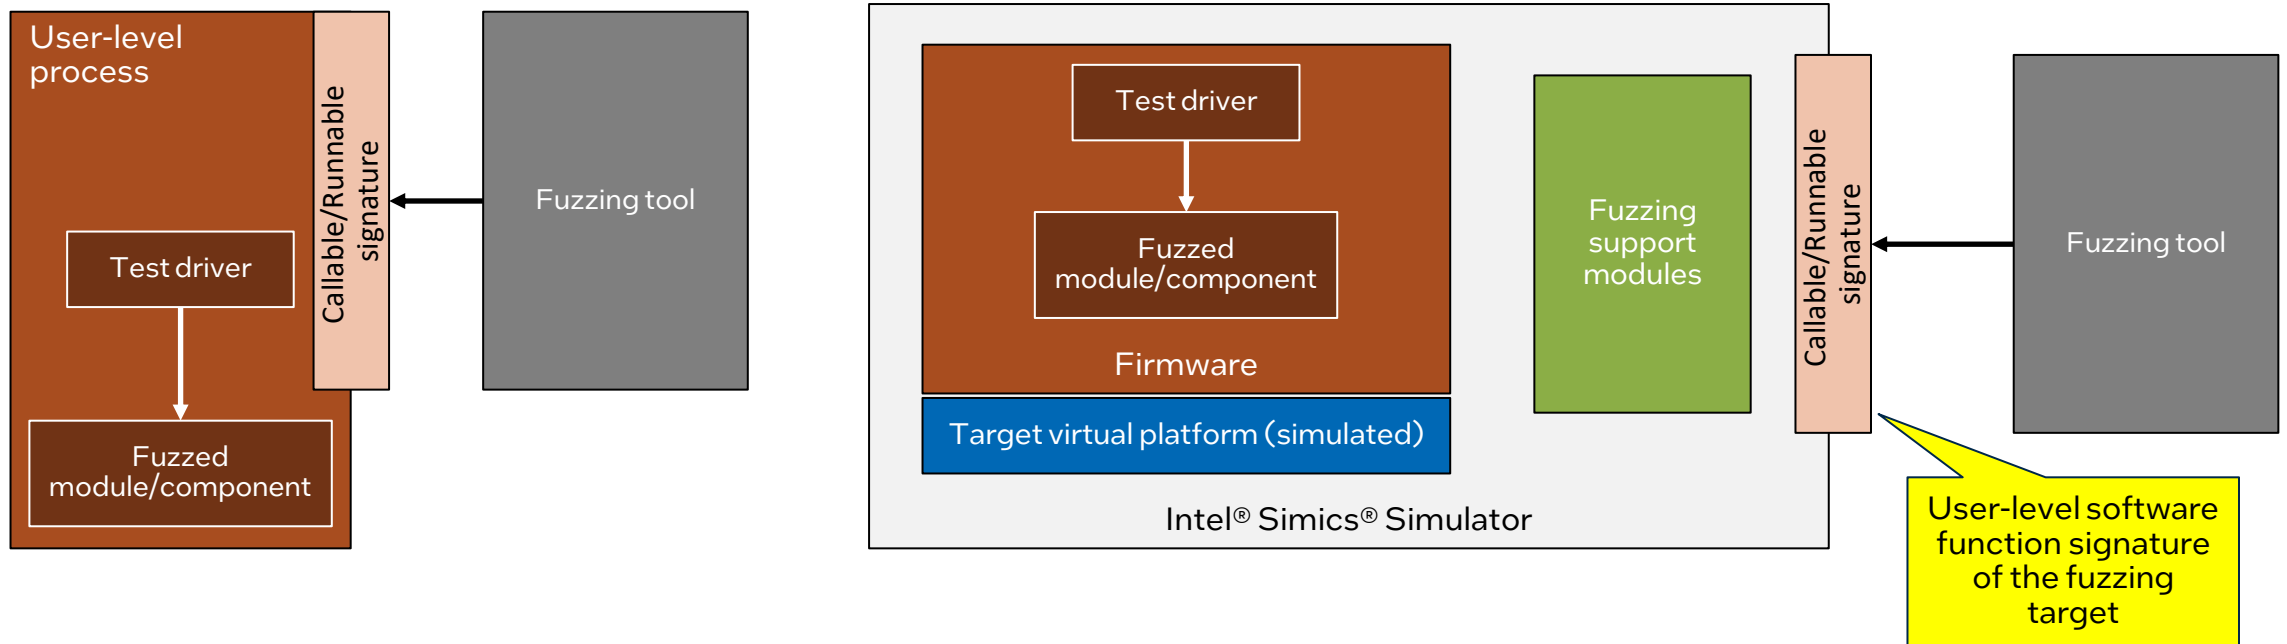 User-level
process
Callable/Runnable
signature
Test driver
Fuzzed
module/component
Fuzzing tool
Test driver
Fuzzed
module/component
Firmware
Target virtual platform (simulated)
Intel® Simics® Simulator
Fuzzing
support
modules
Callable/Runnable
signature
Fuzzing tool
User-level software
function signature
of the fuzzing
target